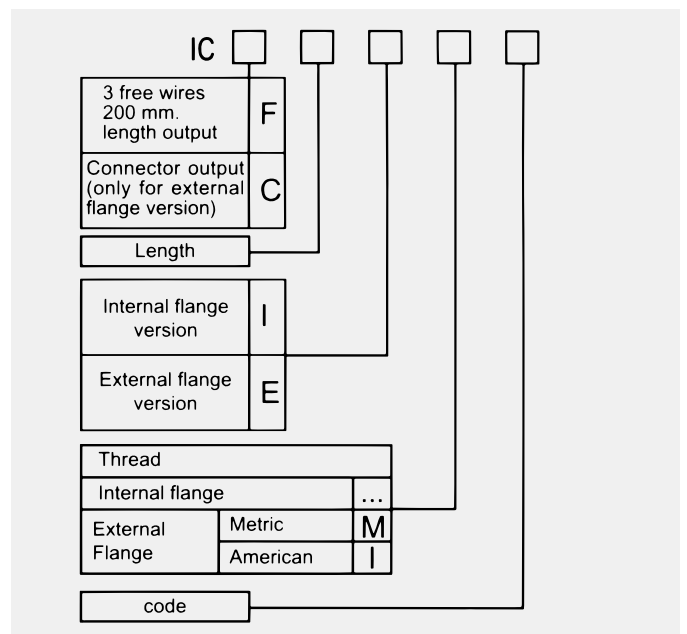 IC
3 free wires
200 mm.
length output
F
Connector output
(only for external
flange version)
C
Length
Internal flange
version
I
External flange
version
E
Thread
Internal flange
...
External
Flange
Metric
M
American
I
code